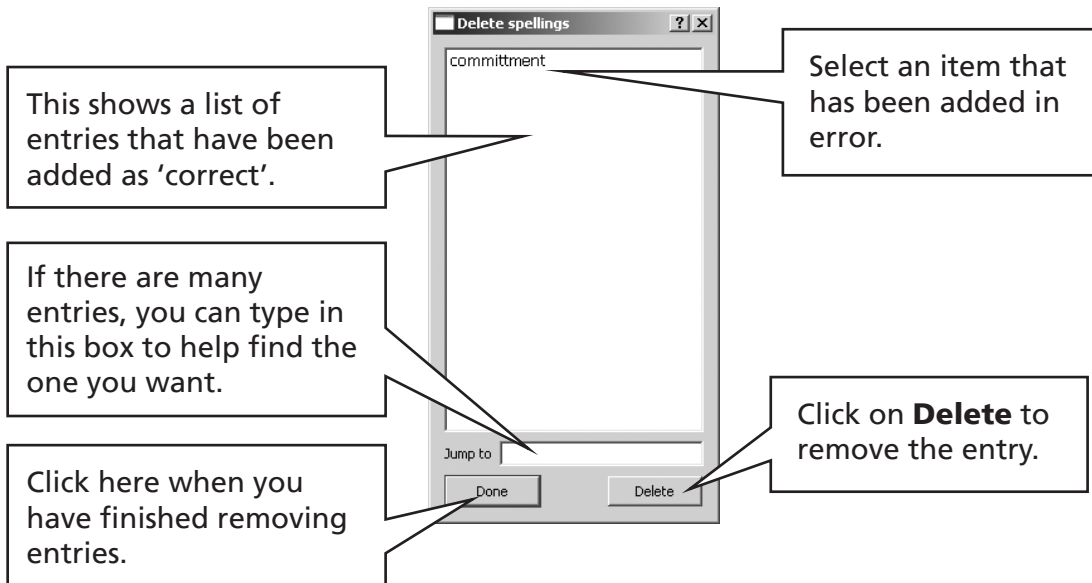 Delete spellings
committment
This shows a list of
entries that have been
added as ‘correct’.
Select an item that
has been added in
error.
If there are many
entries, you can type in
this box to help find the
one you want.
Jump to
Click on Delete to
remove the entry.
Click here when you
have finished removing
entries.
Done
Delete